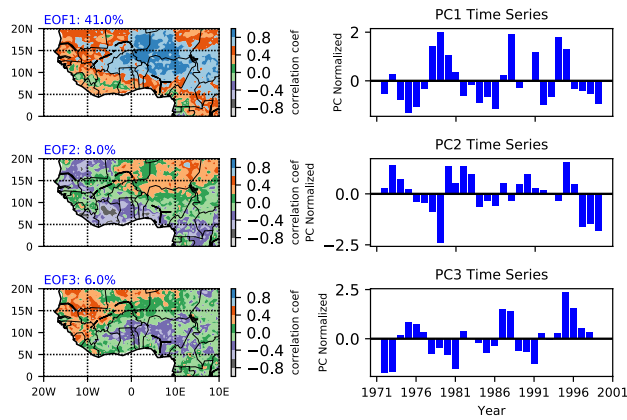 EOF1: 41.0%
20N
15N
10N
5N
0
0.8
0.4
0.0
−0.4
−0.8
correlation coef
PC1 Time Series
PC Normalized
2
0
EOF2: 8.0%
20N
15N
10N
5N
0
0.8
0.4
0.0
−0.4
−0.8
correlation coef
PC2 Time Series
PC Normalized
0.0
−2.5
EOF3: 6.0%
20N
15N
10N
5N
0
20W
10W
0
10E
10E
0.8
0.4
0.0
−0.4
−0.8
correlation coef
PC3 Time Series
PC Normalized
2.5
0.0
1971
1976
1981
1986
1991
1996
2001
Year